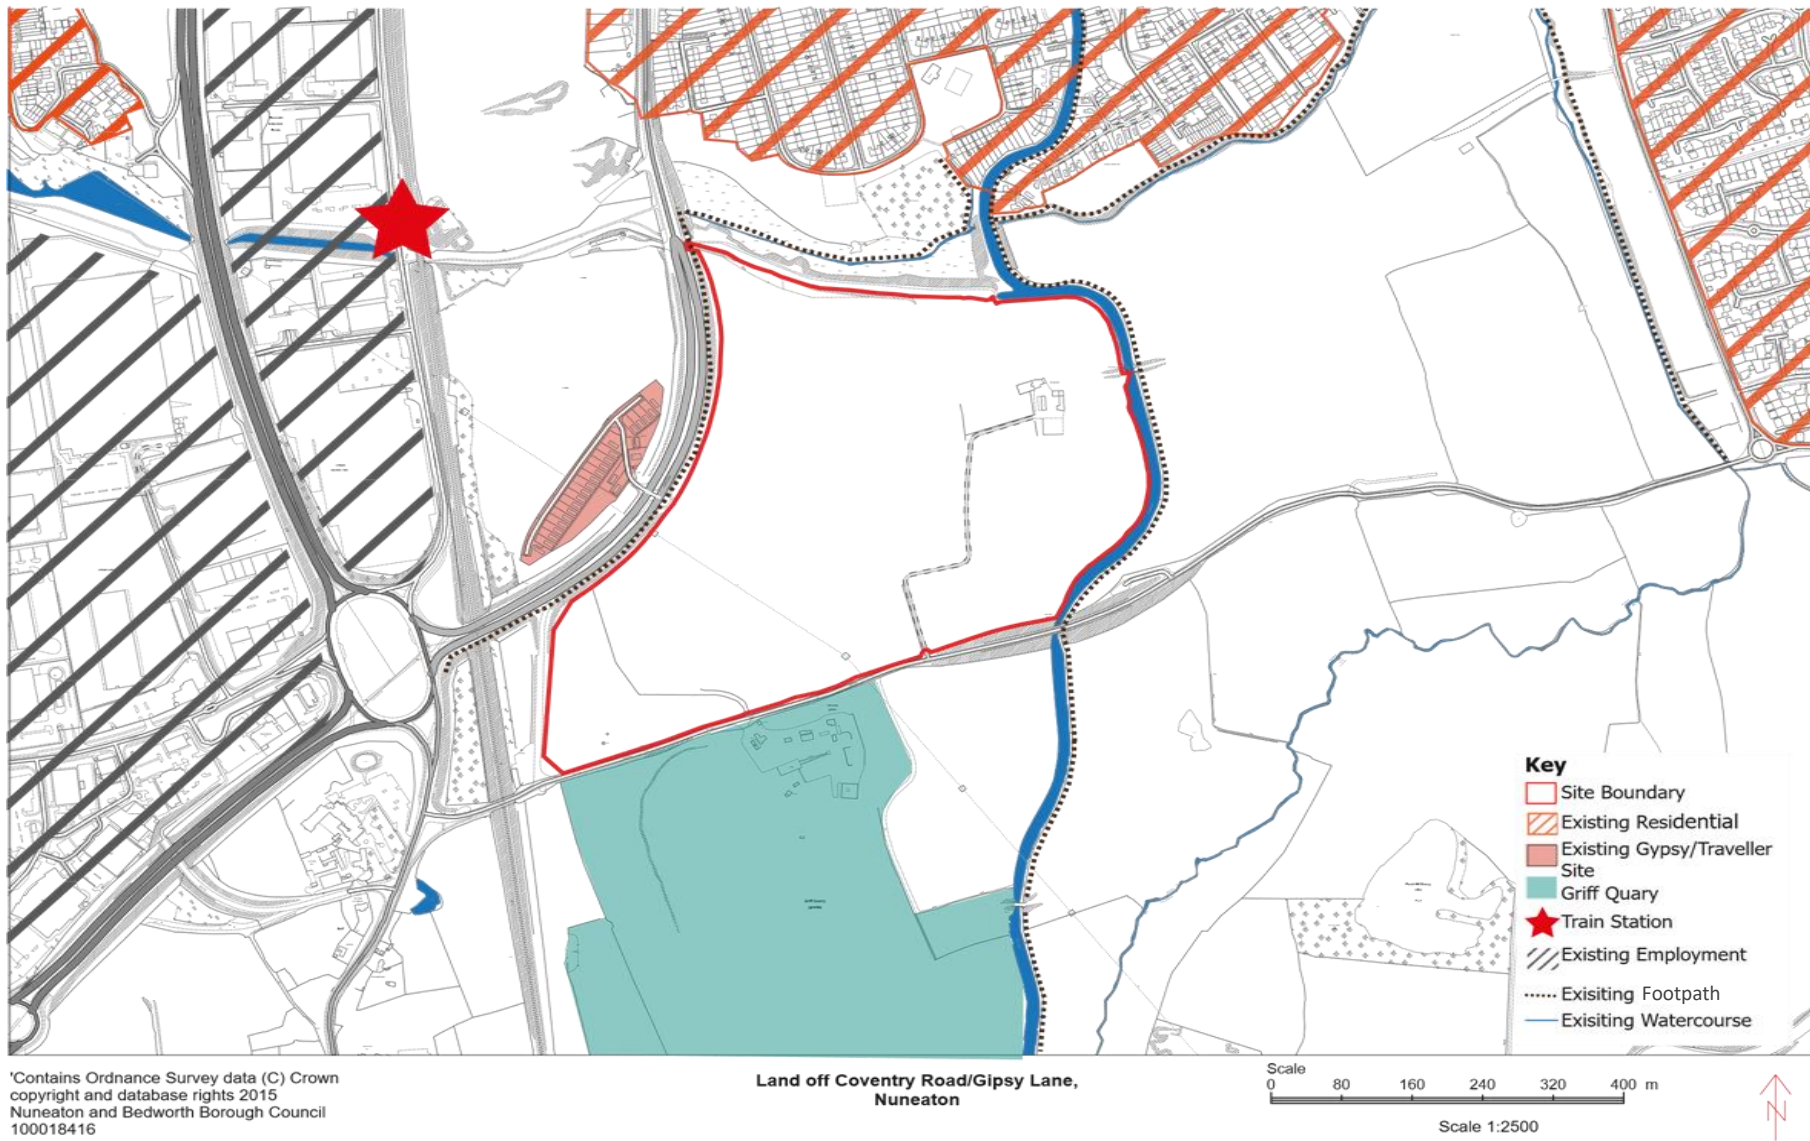 Key
Site Boundary
Existing Residential
Existing Gypsy/Traveller
Site
Griff Quary
Train Station
Existing Employment
Exisiting Footpath
Exisiting Watercourse
'Contains Ordnance Survey data (C) Crown
copyright and database rights 2015
Nuneaton and Bedworth Borough Council
100018416
Land off Coventry Road/Gipsy Lane,
Nuneaton
Scale
0 80 160 240 320 400 m
Scale 1:2500
N